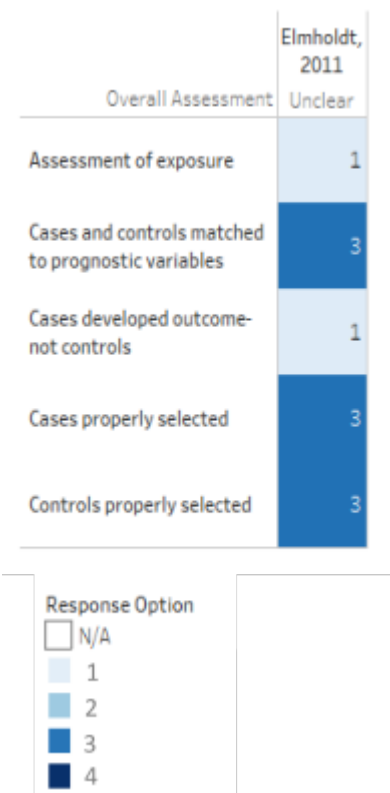 Elmholdt,
2011
Overall Assessment Unclear
Assessment of exposure 1
Cases and controls matched
to prognostic variables 3
Cases developed outcome-
not controls 1
Cases properly selected 3
Controls properly selected 3
Response Option
N/A
1
2
3
4